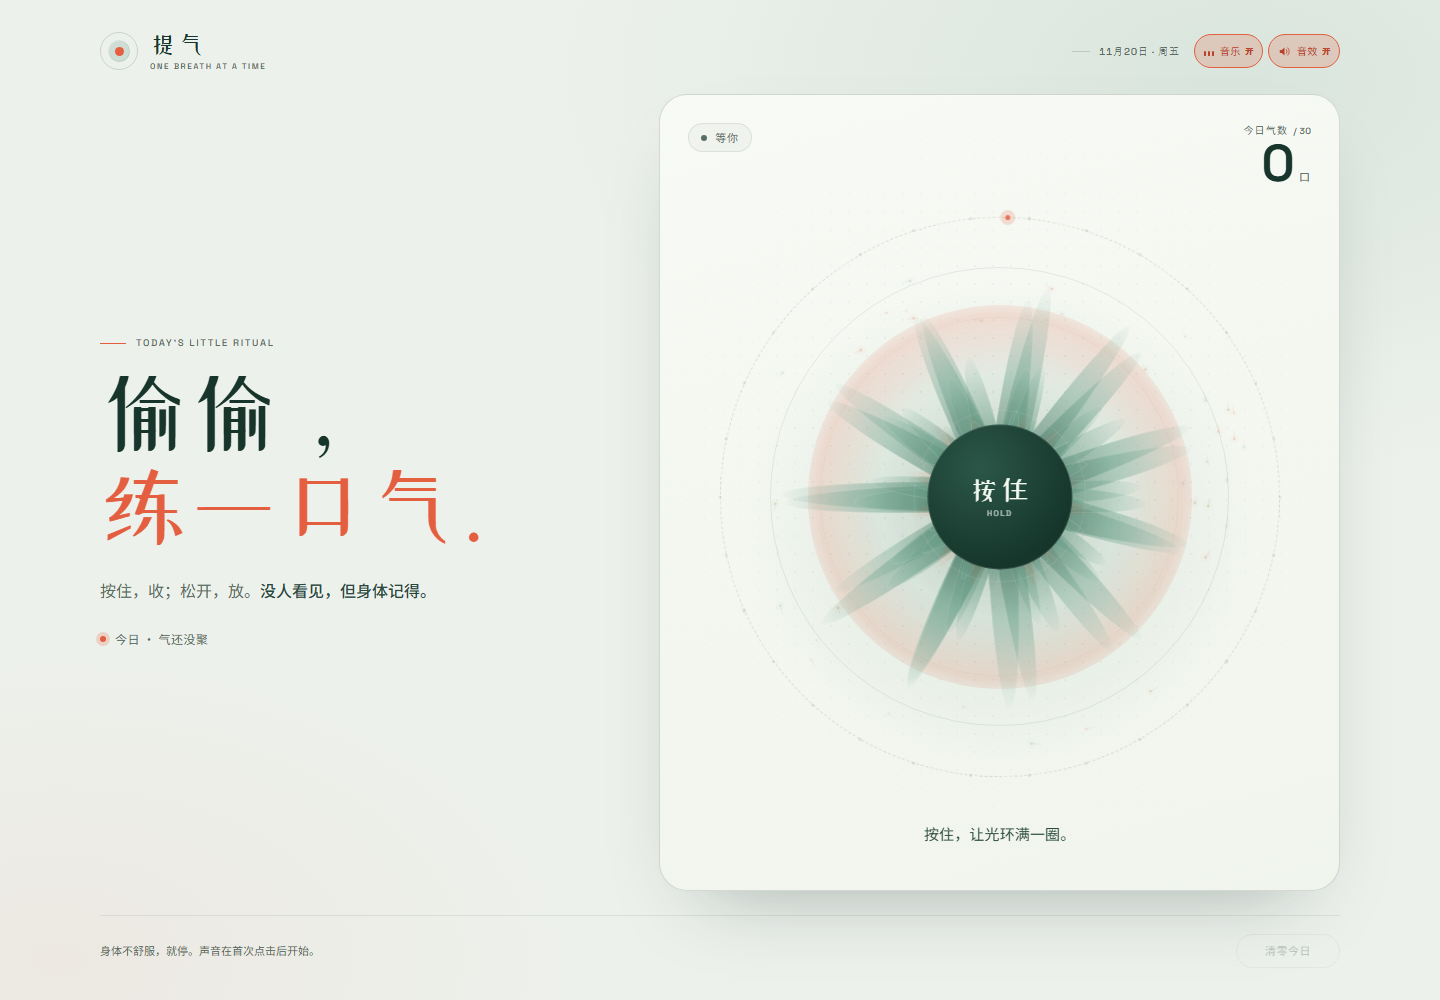 提气
ONE BREATH AT A TIME
11月20日 · 周五
音乐 开
音效 开
等你
今日气数 /30
0 口
TODAY'S LITTLE RITUAL
偷偷，
练一口气.
按住，收；松开，放。没人看见，但身体记得。
今日 · 气还没聚
按住
HOLD
按住，让光环满一圈。
身体不舒服，就停。声音在首次点击后开始。
清零今日